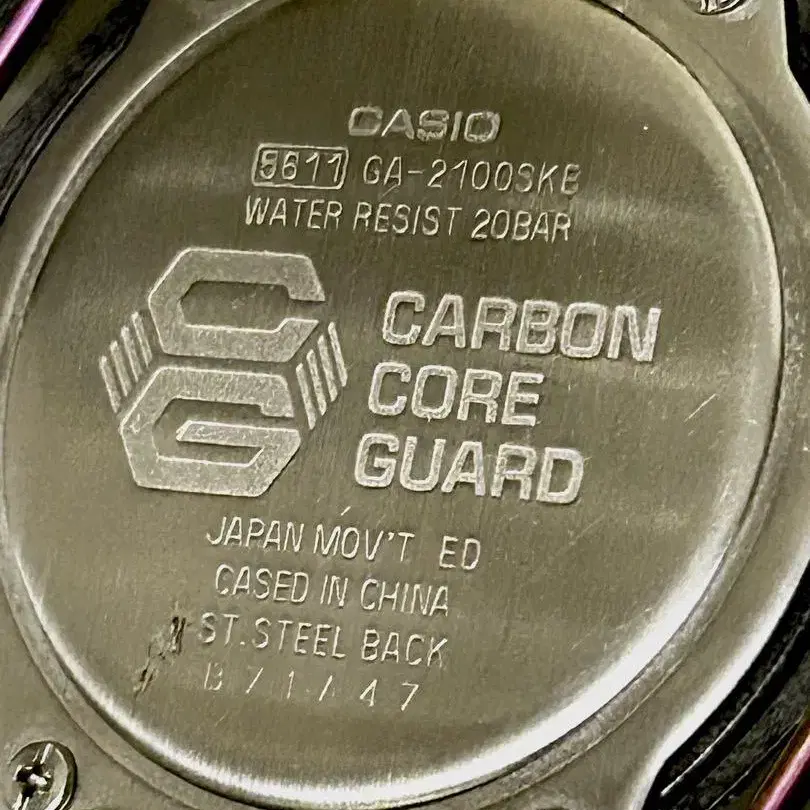 CASIO
5611 GA-2100SKE
WATER RESIST 20BAR
CG
CARBON
CORE
GUARD
JAPAN MOV'T ED
CASED IN CHINA
ST.STEEL BACK